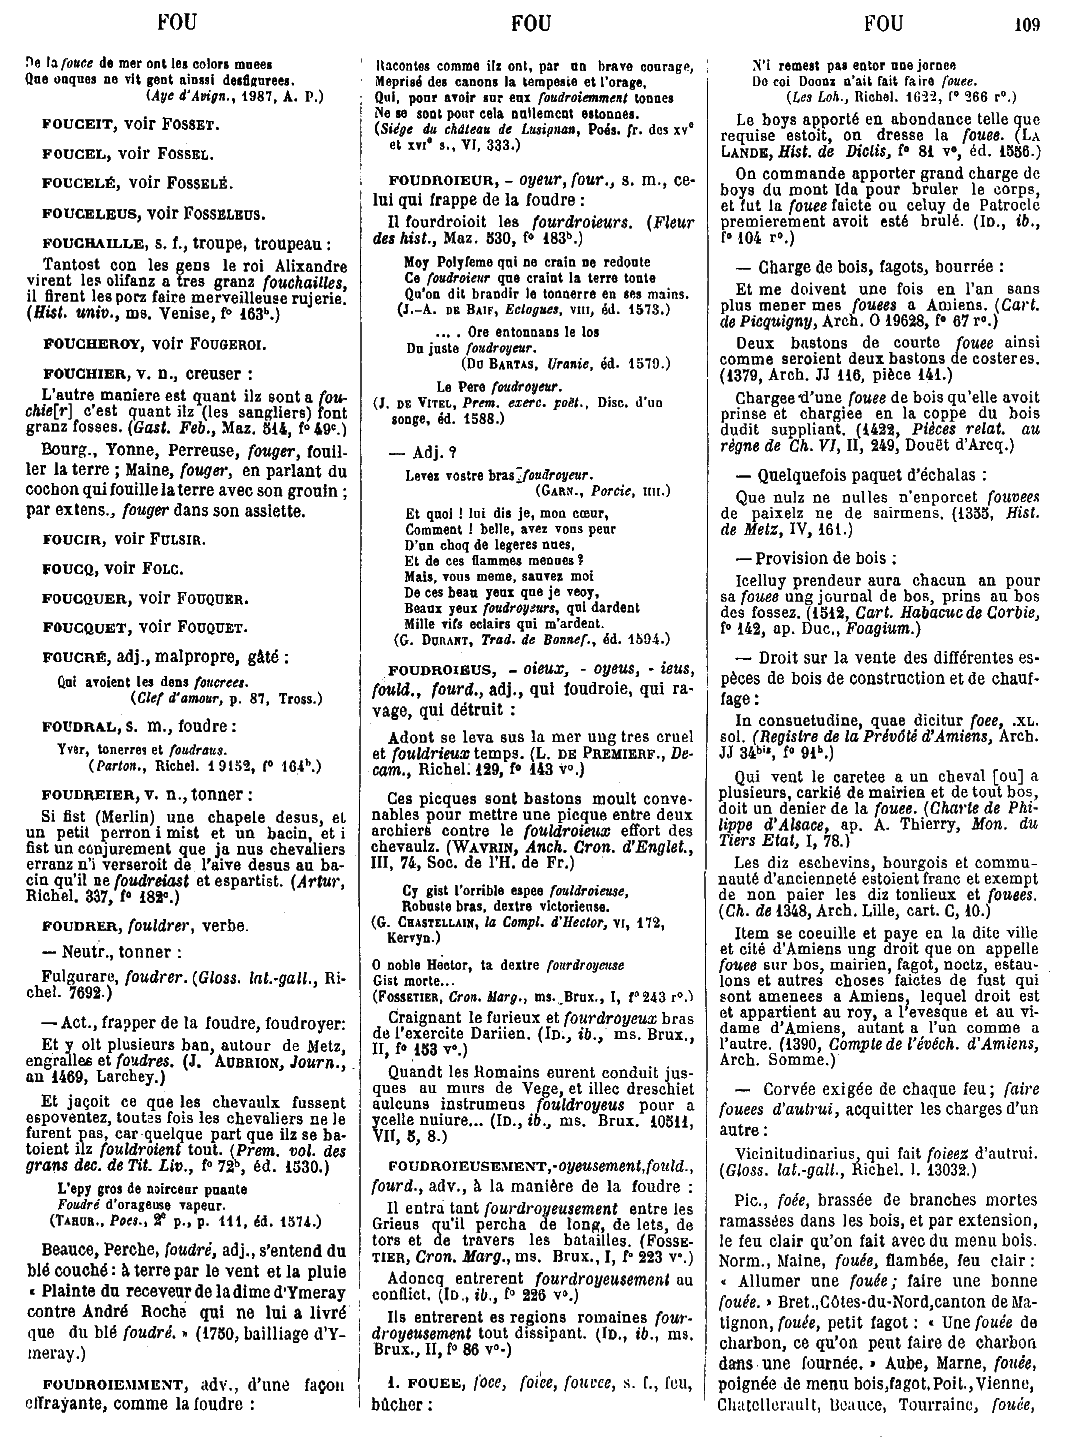 FOU
FOU
FOU
109
De la fouce de mer ont les colors muees
Que onques ne vit gent ainssi desfigurees.
(Aye d'Avign., 1987, A. P.)
FOUCEIT, voir FOSSET.
FOUCEL, voir FOSSEL.
FOUCELÉ, voir FOSSELÉ.
FOUCELEUS, voir FOSSELEUS.
FOUCHAILLE, s. f., troupe, troupeau :
Tantost con les gens le roi Alixandre
virent les olifanz a tres granz fouchailles,
il firent les porz faire merveilleuse rujerie.
(Hist. univ., ms. Venise, f° 163ᵇ.)
FOUCHEROY, voir FOUGEROI.
FOUCHIER, v. n., creuser :
L'autre maniere est quant ilz sont a fou-
chie[r] c'est quant ilz (les sangliers) font
granz fosses. (Gast. Feb., Maz. 514, f° 49ᶜ.)
Bourg., Yonne, Perreuse, fouger, fouil-
ler la terre ; Maine, fouger, en parlant du
cochon qui fouille la terre avec son grouin ;
par extens., fouger dans son assiette.
FOUCIR, voir FULSIR.
FOUCQ, voir FOLC.
FOUCQUER, voir FOUQUER.
FOUCQUET, voir FOUQUET.
FOUCRÉ, adj., malpropre, gâté :
Qui avoient les dens foucrees.
(Clef d'amour, p. 87, Tross.)
FOUDRAL, s. m., foudre :
Yver, tonerres et foudraus.
(Parton., Richel. 19152, f° 164ᵇ.)
FOUDREIER, v. n., tonner :
Si fist (Merlin) une chapele desus, et
un petit perron i mist et un bacin, et i
fist un conjurement que ja nus chevaliers
erranz n'i verseroit de l'aive desus au ba-
cin qu'il ne foudreiast et espartist. (Artur,
Richel. 337, f° 182ᶜ.)
FOUDRER, fouldrer, verbe.
— Neutr., tonner :
Fulgurare, foudrer. (Gloss. lat.-gall., Ri-
chel. 7692.)
— Act., frapper de la foudre, foudroyer:
Et y olt plusieurs ban, autour de Metz,
engrallés et foudres. (J. AUBRION, Journ.,
an 1469, Larchey.)
Et jaçoit ce que les chevaulx fussent
espoventez, toutes fois les chevaliers ne le
furent pas, car quelque part que ilz se ba-
toient ilz fouldroient tout. (Prem. vol. des
grans dec. de Tit. Liv., f° 72ᵇ, éd. 1530.)
L'epy gros de noirceur puante
Foudré d'orageuse vapeur.
(TAHUR., Poes., 2ᵉ p., p. 111, éd. 1574.)
Beauce, Perche, foudré, adj., s'entend du
blé couché : à terre par le vent et la pluie
« Plainte du receveur de la dime d'Ymeray
contre André Roche qui ne lui a livré
que du blé foudré. » (1750, bailliage d'Y-
meray.)
FOUDROIEMMENT, adv., d'une façon
effrayante, comme la foudre :
Racontes comme ilz ont, par un brave courage,
Meprisé des canons la tempeste et l'orage,
Qui, pour avoir sur eux foudroiemment tonnes
Ne se sont pour cela nullement estonnes.
(Siége du château de Lusignan, Poés. fr. des xvᵉ
et xvıᵉ s., VI, 333.)
FOUDROIEUR, - oyeur, four., s. m., ce-
lui qui frappe de la foudre :
Il fourdroioit les fourdroieurs. (Fleur
des hist., Maz. 530, f° 183ᵇ.)
Moy Polyfeme qui ne crain ne redoute
Ce foudroieur que craint la terre toute
Qu'on dit brandir le tonnerre en ses mains.
(J.-A. DE BAIF, Eclogues, VIII, éd. 1573.)
.... Ore entonnans le los
Du juste foudroyeur.
(DU BARTAS, Uranie, éd. 1579.)
Le Pere foudroyeur.
(J. DE VITEL, Prem. exerc. poët., Disc. d'un
songe, éd. 1588.)
— Adj. ?
Levez vostre bras foudroyeur.
(GARN., Porcie, IIII.)
Et quoi ! lui dis je, mon cœur,
Comment ! belle, avez vous peur
D'un choq de legeres nues,
Et de ces flammes menues ?
Mais, vous meme, sauvez moi
De ces beau yeux que je veoy,
Beaux yeux foudroyeurs, qui dardent
Mille vifs eclairs qui m'ardent.
(G. DURANT, Trad. de Bonnef., éd. 1594.)
FOUDROIEUS, - oieux, - oyeus, - ieus,
fould., fourd., adj., qui foudroie, qui ra-
vage, qui détruit :
Adont se leva sus la mer ung tres cruel
et fouldrieux temps. (L. DE PREMIERF., De-
cam., Richel. 129, f° 143 v°.)
Ces picques sont bastons moult conve-
nables pour mettre une picque entre deux
archiers contre le fouldroieux effort des
chevaulz. (WAVRIN, Anch. Cron. d'Englet.,
III, 74, Soc. de l'H. de Fr.)
Cy gist l'orrible espee fouldroieuse,
Robuste bras, dextre victorieuse.
(G. CHASTELLAIN, la Compl. d'Hector, VI, 172,
Kervyn.)
O noble Hector, ta dextre fourdroyeuse
Gist morte...
(FOSSETIER, Cron. Marg., ms. Brux., I, f° 243 r°.)
Craignant le furieux et fourdroyeux bras
de l'exercite Dariien. (ID., ib., ms. Brux.,
II, f° 153 v°.)
Quandt les Romains eurent conduit jus-
ques au murs de Vege, et illec dreschiet
aulcuns instrumens fouldroyeus pour a
ycelle nuiure... (ID., ib., ms. Brux. 10511,
VII, 5, 8.)
FOUDROIEUSEMENT,-oyeusement,fould.,
fourd., adv., à la manière de la foudre :
Il entra tant fourdroyeusement entre les
Grieus qu'il percha de long, de lets, de
tors et de travers les batailles. (FOSSE-
TIER, Cron. Marg., ms. Brux., I, f° 223 v°.)
Adoncq entrerent fourdroyeusement au
conflict. (ID., ib., f° 226 v°.)
Ils entrerent es regions romaines four-
droyeusement tout dissipant. (ID., ib., ms.
Brux., II, f° 86 v°.)
1. FOUEE, foce, foiee, fouvee, s. f., feu,
bûcher :
N'i remest pas entor une jornee
De coi Doonz n'ait fait faire fouee.
(Les Loh., Richel. 1622, f° 266 r°.)
Le boys apporté en abondance telle que
requise estoit, on dresse la fouee. (LA
LANDE, Hist. de Dictis, f° 81 v°, éd. 1556.)
On commande apporter grand charge de
boys du mont Ida pour bruler le corps,
et fut la fouee faicte ou celuy de Patrocle
premierement avoit esté brulé. (ID., ib.,
f° 104 r°.)
— Charge de bois, fagots, bourrée :
Et me doivent une fois en l'an sans
plus mener mes fouees a Amiens. (Cart.
de Picquigny, Arch. O 19628, f° 67 r°.)
Deux bastons de courte fouee ainsi
comme seroient deux bastons de costeres.
(1379, Arch. JJ 116, pièce 141.)
Chargee d'une fouee de bois qu'elle avoit
prinse et chargiee en la coppe du bois
dudit suppliant. (1422, Pièces relat. au
règne de Ch. VI, II, 249, Douët d'Arcq.)
— Quelquefois paquet d'échalas :
Que nulz ne nulles n'enporcet fouvees
de paixelz ne de sairmens. (1355, Hist.
de Metz, IV, 161.)
— Provision de bois :
Icelluy prendeur aura chacun an pour
sa fouee ung journal de bos, prins au bos
des fossez. (1512, Cart. Habacuc de Corbie,
f° 142, ap. Duc., Foagium.)
— Droit sur la vente des différentes es-
pèces de bois de construction et de chauf-
fage :
In consuetudine, quae dicitur foee, .XL.
sol. (Registre de la Prévôté d'Amiens, Arch.
JJ 34ᵇⁱˢ, f° 91ᵇ.)
Qui vent le caretee a un cheval [ou] a
plusieurs, carkié de mairien et de tout bos,
doit un denier de la fouee. (Charte de Phi-
lippe d'Alsace, ap. A. Thierry, Mon. du
Tiers Etat, I, 78.)
Les diz eschevins, bourgois et commu-
nauté d'ancienneté estoient franc et exempt
de non paier les diz tonlieux et fouees.
(Ch. de 1348, Arch. Lille, cart. C, 10.)
Item se coeuille et paye en la dite ville
et cité d'Amiens ung droit que on appelle
fouee sur bos, mairien, fagot, noctz, estau-
lons et autres choses faictes de fust qui
sont amenees a Amiens, lequel droit est
et appartient au roy, a l'evesque et au vi-
dame d'Amiens, autant a l'un comme a
l'autre. (1390, Compte de l'évêch. d'Amiens,
Arch. Somme.)
— Corvée exigée de chaque feu ; faire
fouees d'autrui, acquitter les charges d'un
autre :
Vicinitudinarius, qui fait foieez d'autrui.
(Gloss. lat.-gall., Richel. l. 13032.)
Pic., foée, brassée de branches mortes
ramassées dans les bois, et par extension,
le feu clair qu'on fait avec du menu bois.
Norm., Maine, fouée, flambée, feu clair :
« Allumer une fouée ; faire une bonne
fouée. » Bret.,Côtes-du-Nord,canton de Ma-
tignon, fouée, petit fagot : « Une fouée de
charbon, ce qu'on peut faire de charbon
dans une fournée. » Aube, Marne, fouée,
poignée de menu bois,fagot. Poit., Vienne,
Chatellerault, Beauce, Tourraine, fouée,